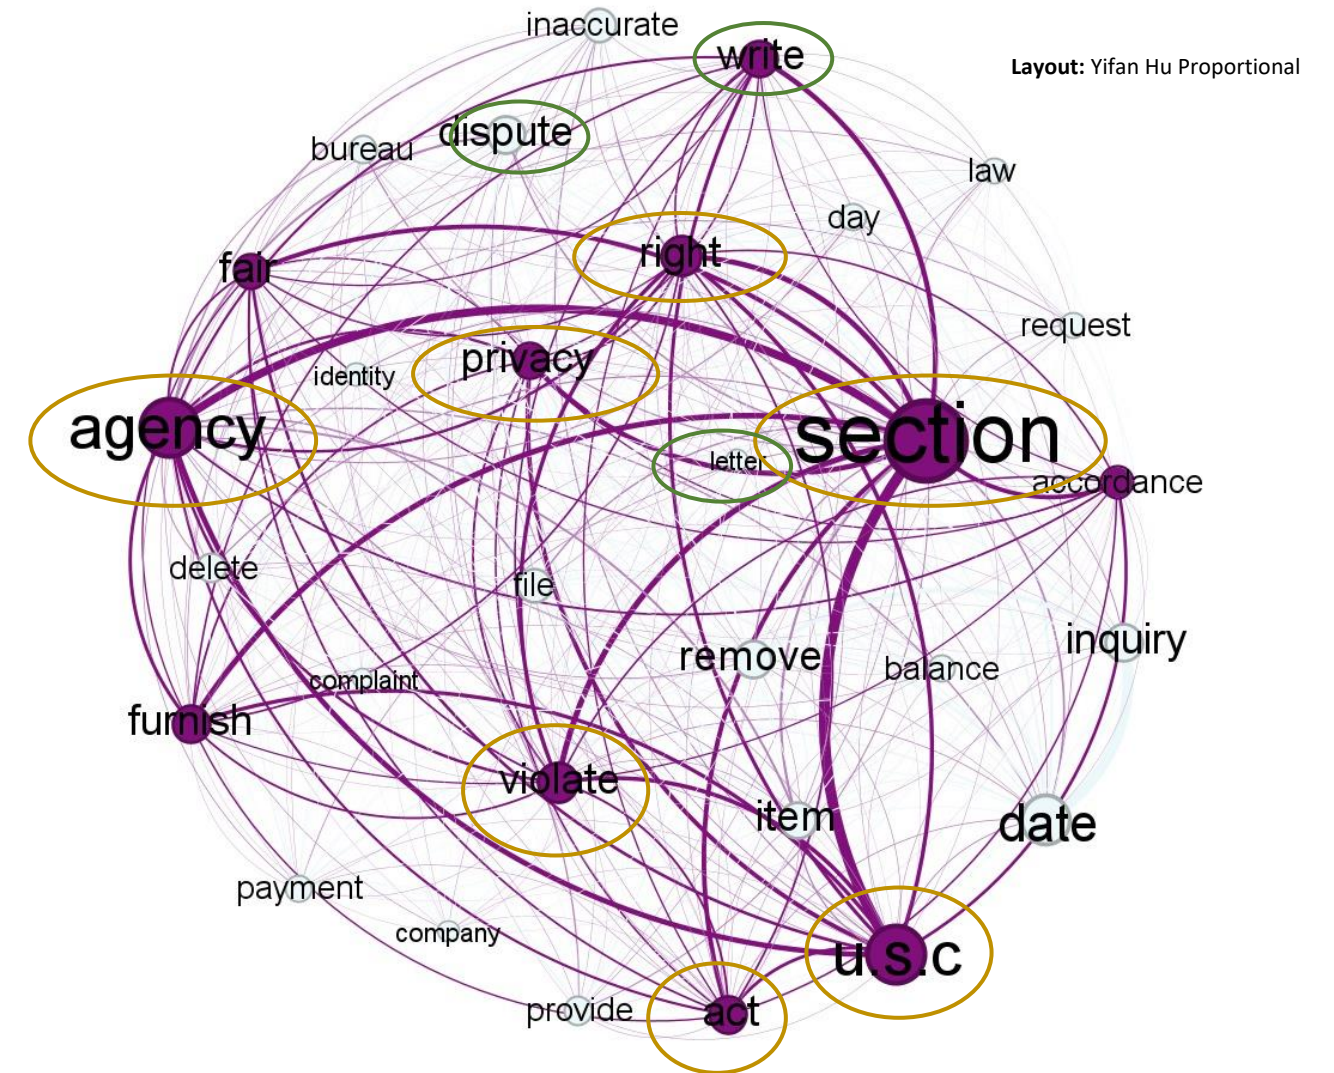 inaccurate
write
Layout: Yifan Hu Proportional
dispute
bureau
law
day
right
fair
request
privacy
identity
agency
section
letter
accordance
delete
file
inquiry
remove
balance
complaint
furnish
violate
item
date
payment
company
u.s.c
provide
act